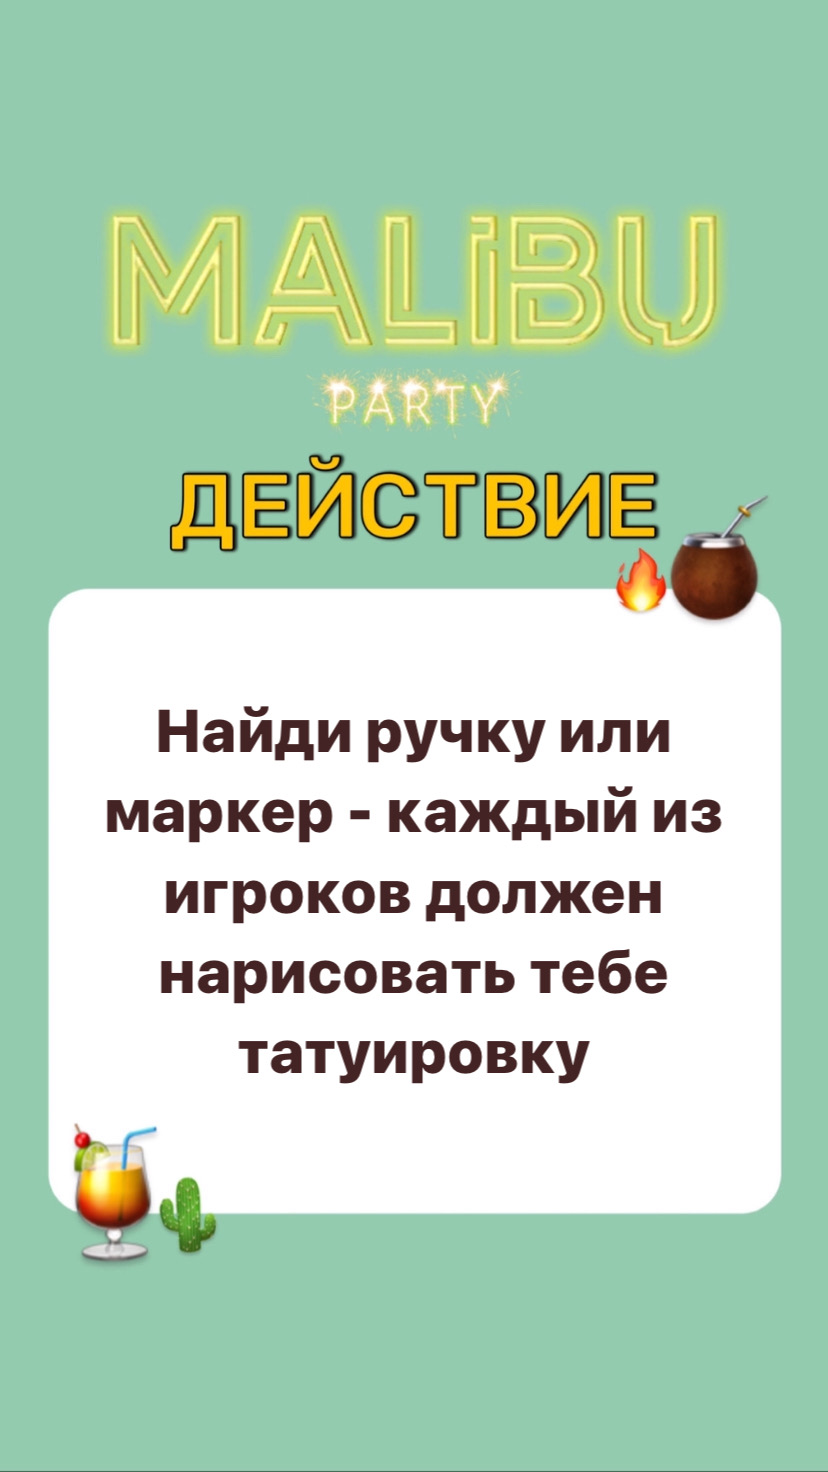 MALiBU
PARTY
ДЕЙСТВИЕ
Найди ручку или
маркер - каждый из
игроков должен
нарисовать тебе
татуировку